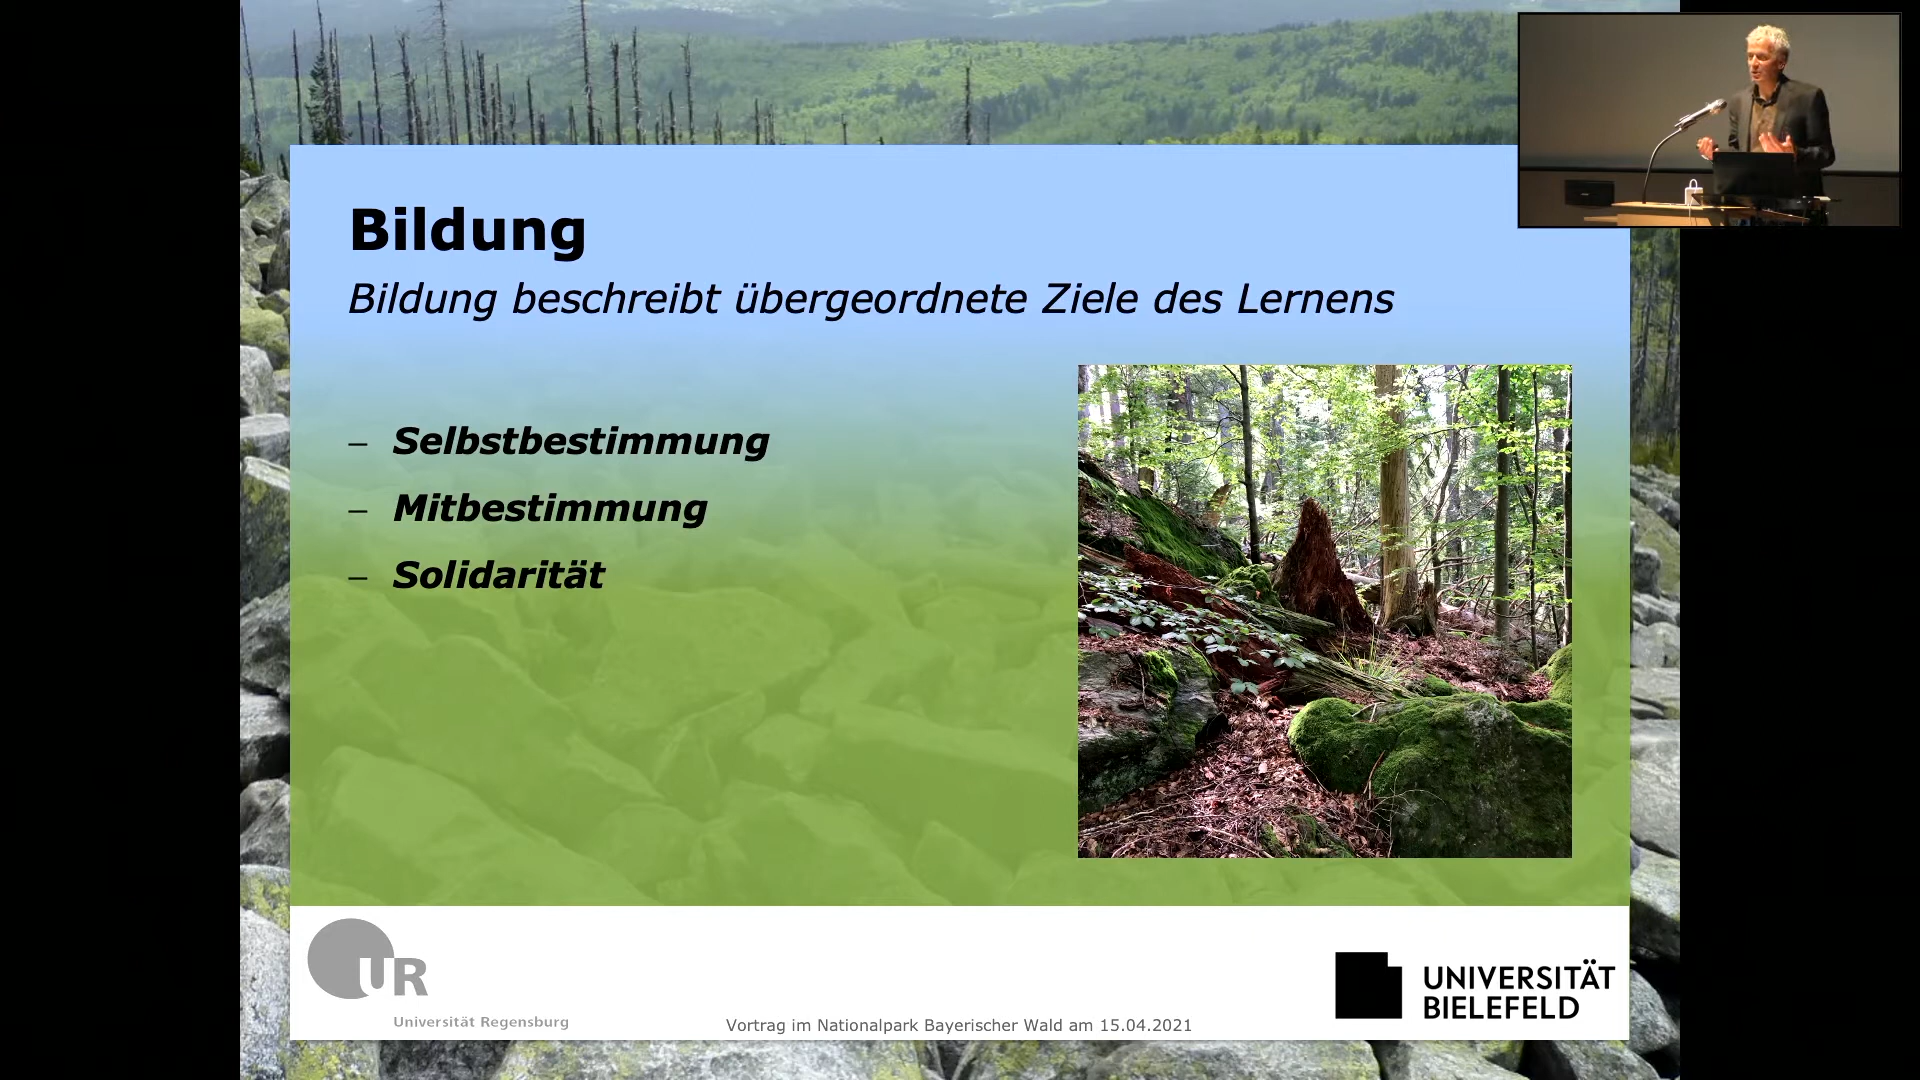 Bildung
Bildung beschreibt übergeordnete Ziele des Lernens
– Selbstbestimmung
– Mitbestimmung
– Solidarität
UR
Universität Regensburg
Vortrag im Nationalpark Bayerischer Wald am 15.04.2021
UNIVERSITÄT
BIELEFELD